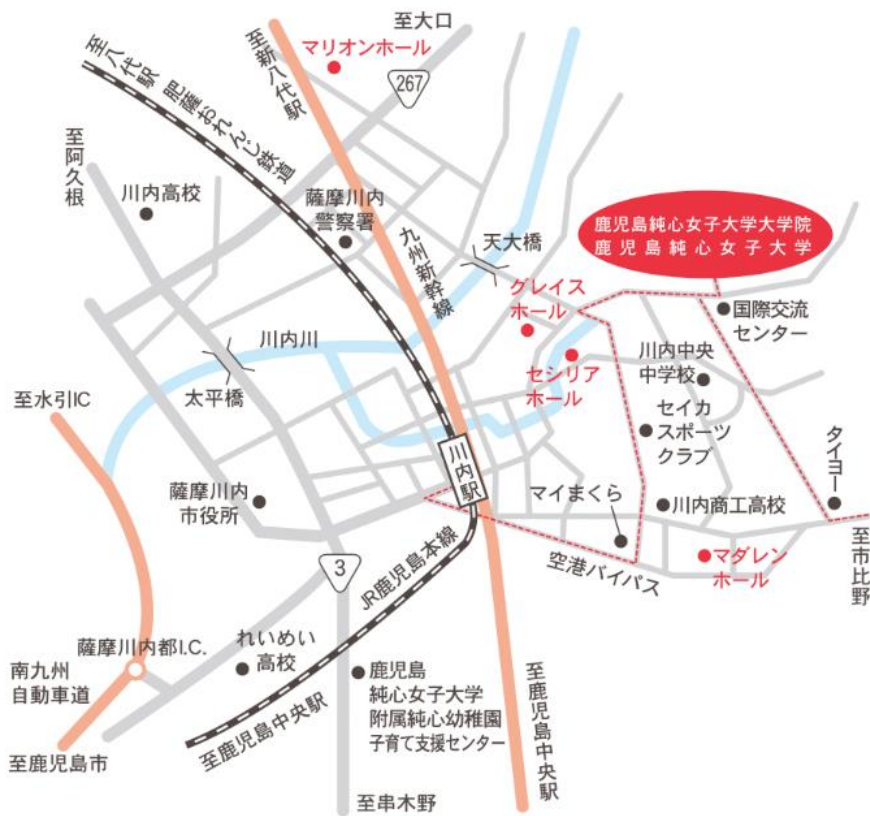 至大口
マリオンホール
267
至新八代駅
至八代駅
肥薩おれんじ鉄道
至阿久根
川内高校
薩摩川内
警察署
九州新幹線
天大橋
鹿児島純心女子大学大学院
鹿児島純心女子大学
グレイス
ホール
国際交流
センター
川内川
セシリア
ホール
川内中央
中学校
太平橋
至水引IC
セイカ
スポーツ
クラブ
タイヨー
川内駅
薩摩川内
市役所
マイまくら
川内商工高校
空港バイパス
マダレン
ホール
至市比野
3
JR鹿児島本線
薩摩川内都I.C.
れいめい
高校
南九州
自動車道
鹿児島
純心女子大学
附属純心幼稚園
子育て支援センター
至鹿児島中央駅
至鹿児島中央駅
至鹿児島市
至串木野